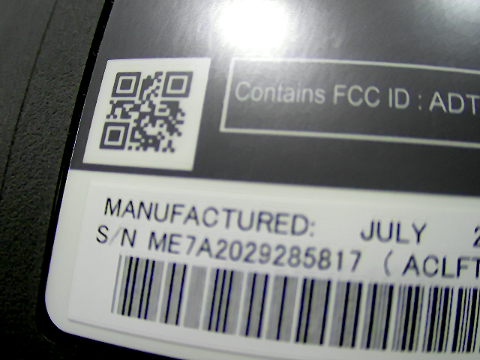 Contains FCC ID : ADT
MANUFACTURED: JULY 2
S/N ME7A2029285817 ( ACLFT